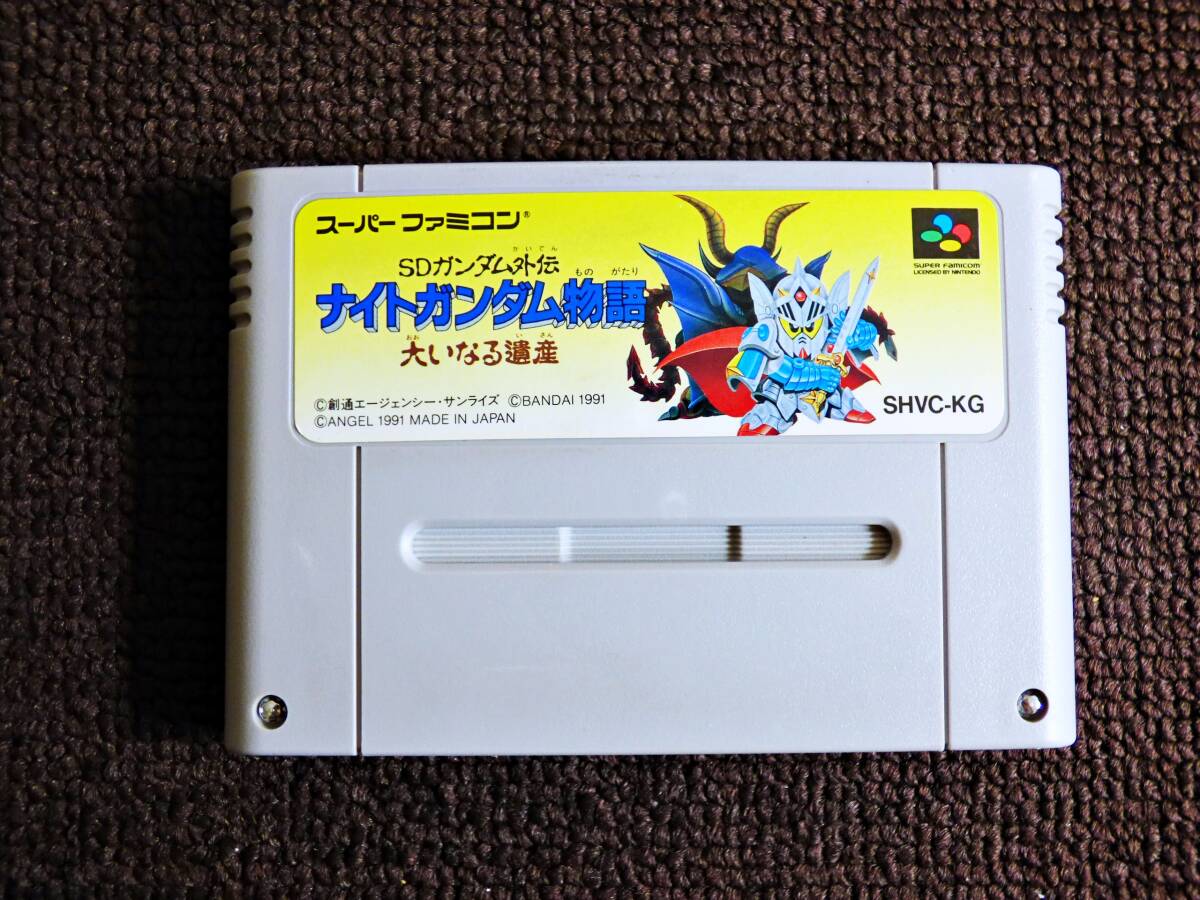 スーパーファミコン®
SUPER FAMICOM
LICENSED BY NINTENDO
がいでん
SDガンダム外伝
もの がたり
ナイトガンダム物語
おお い さん
大いなる遺産
©創通エージェンシー・サンライズ ©BANDAI 1991
©ANGEL 1991 MADE IN JAPAN
SHVC-KG